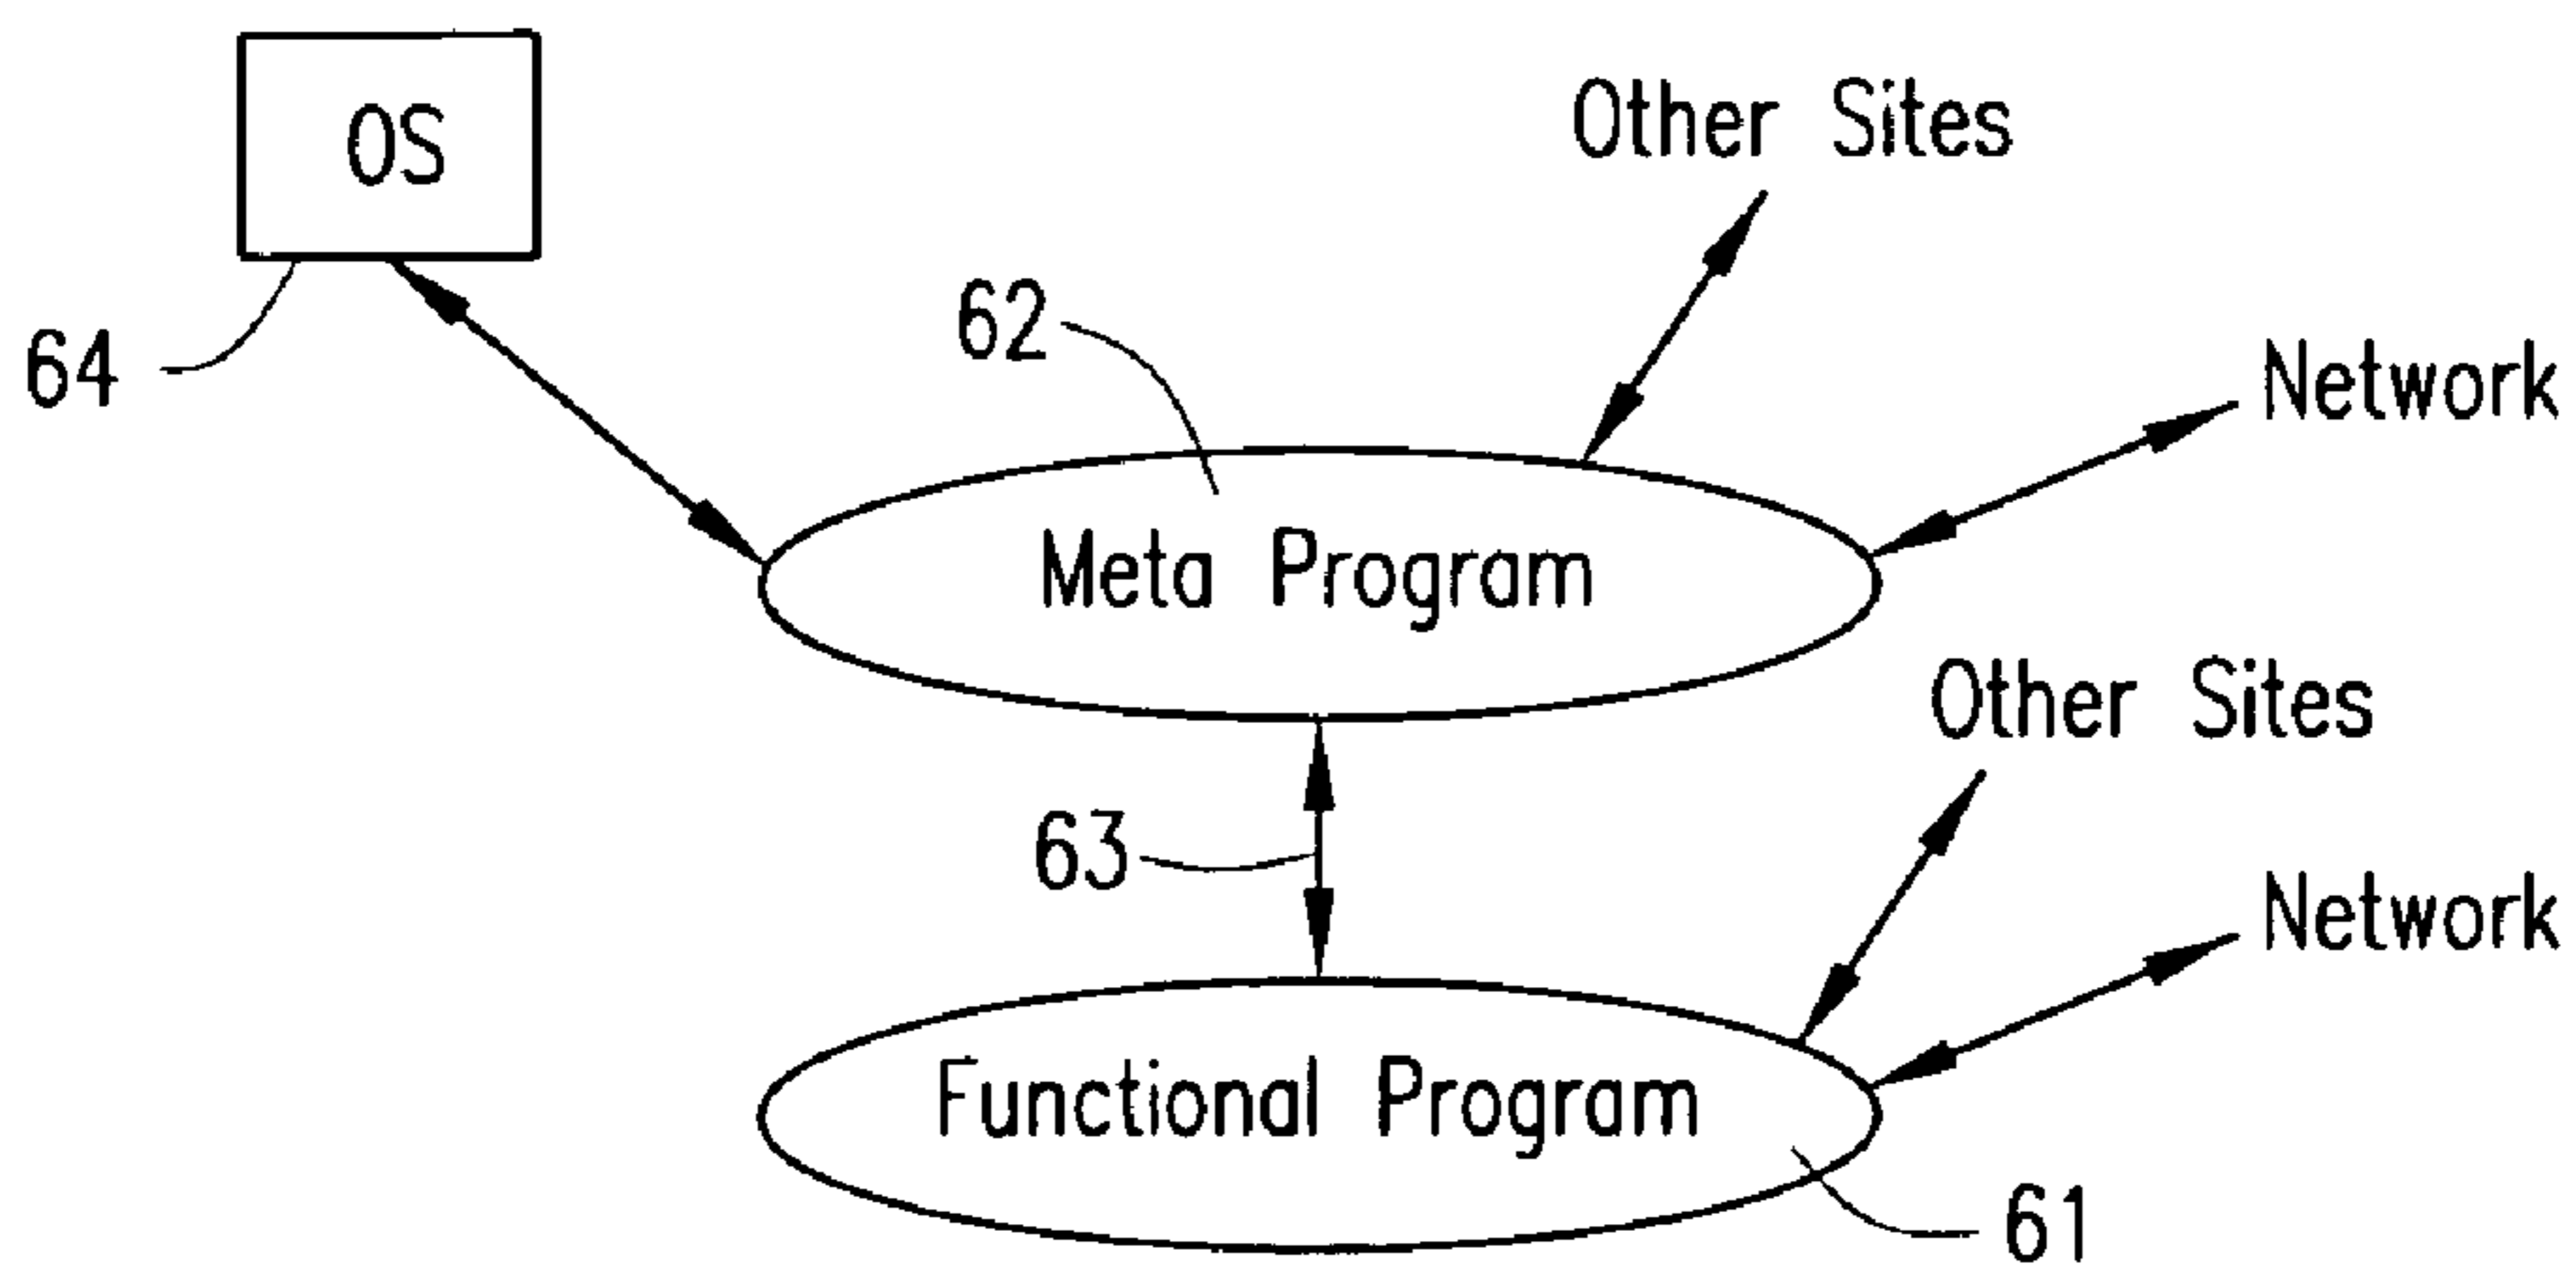 OS
Other Sites
62
64
Network
Meta Program
Other Sites
63
Network
Functional Program
61